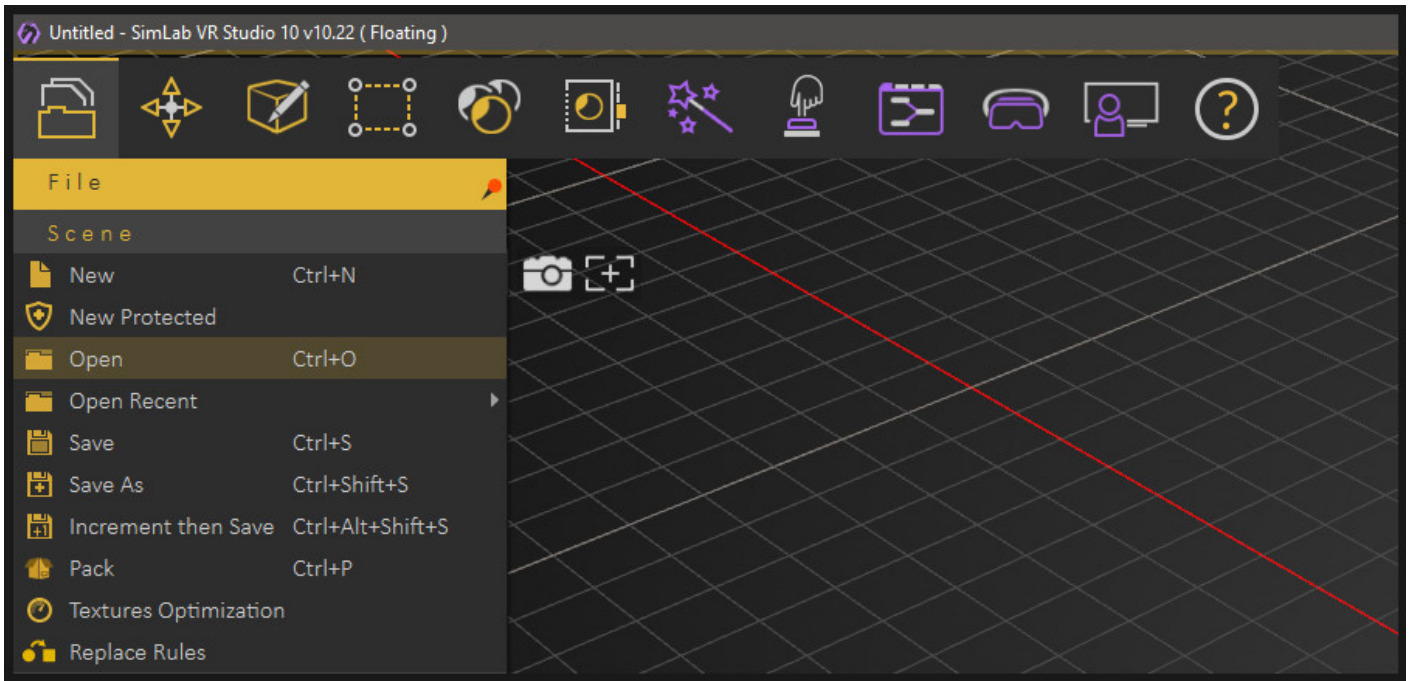 Untitled - SimLab VR Studio 10 v10.22 ( Floating )
?
File
Scene
New Ctrl+N
New Protected
Open Ctrl+O
Open Recent
Save Ctrl+S
Save As Ctrl+Shift+S
+1 Increment then Save Ctrl+Alt+Shift+S
Pack Ctrl+P
Textures Optimization
Replace Rules